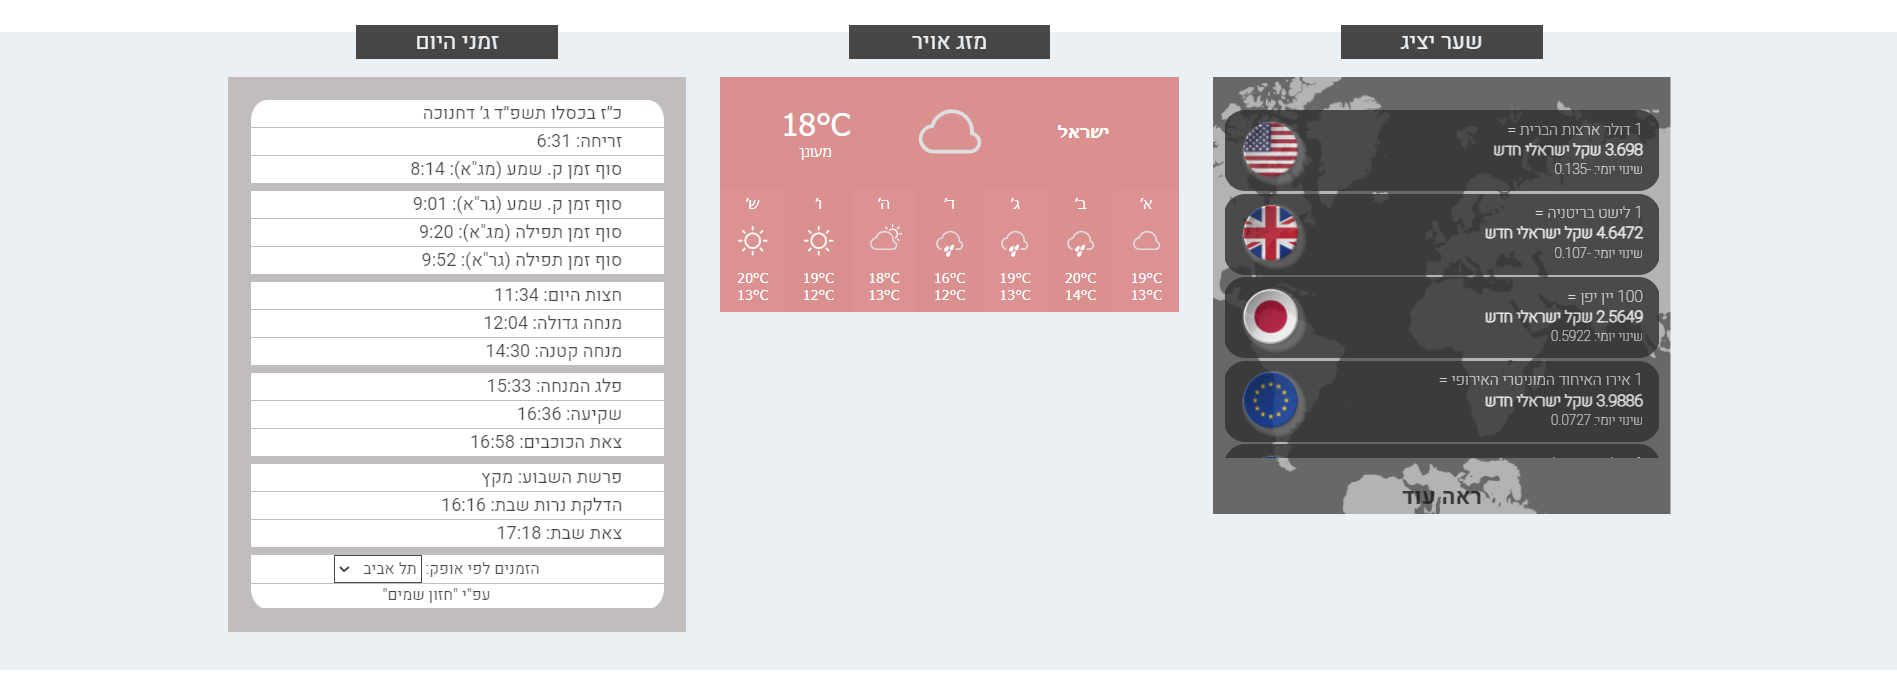 שער יציג
1 דולר ארצות הברית =
3.698 שקל ישראלי חדש
שינוי יומי: -0.135
1 לישט בריטניה =
4.6472 שקל ישראלי חדש
שינוי יומי: -0.107
100 יין יפן =
2.5649 שקל ישראלי חדש
שינוי יומי: 0.5922
1 אירו האיחוד המוניטרי האירופי =
3.9886 שקל ישראלי חדש
שינוי יומי: 0.0727
ראה עוד
מזג אויר
ישראל
18°C
מעונן
א' ב' ג' ד' ה' ו' ש'
19°C 20°C 19°C 16°C 18°C 19°C 20°C
13°C 14°C 13°C 12°C 13°C 12°C 13°C
זמני היום
כ"ז בכסלו תשפ"ד ג' דחנוכה
זריחה: 6:31
סוף זמן ק. שמע (מג"א): 8:14
סוף זמן ק. שמע (גר"א): 9:01
סוף זמן תפילה (מג"א): 9:20
סוף זמן תפילה (גר"א): 9:52
חצות היום: 11:34
מנחה גדולה: 12:04
מנחה קטנה: 14:30
פלג המנחה: 15:33
שקיעה: 16:36
צאת הכוכבים: 16:58
פרשת השבוע: מקץ
הדלקת נרות שבת: 16:16
צאת שבת: 17:18
הזמנים לפי אופק: תל אביב
עפ"י "חזון שמים"